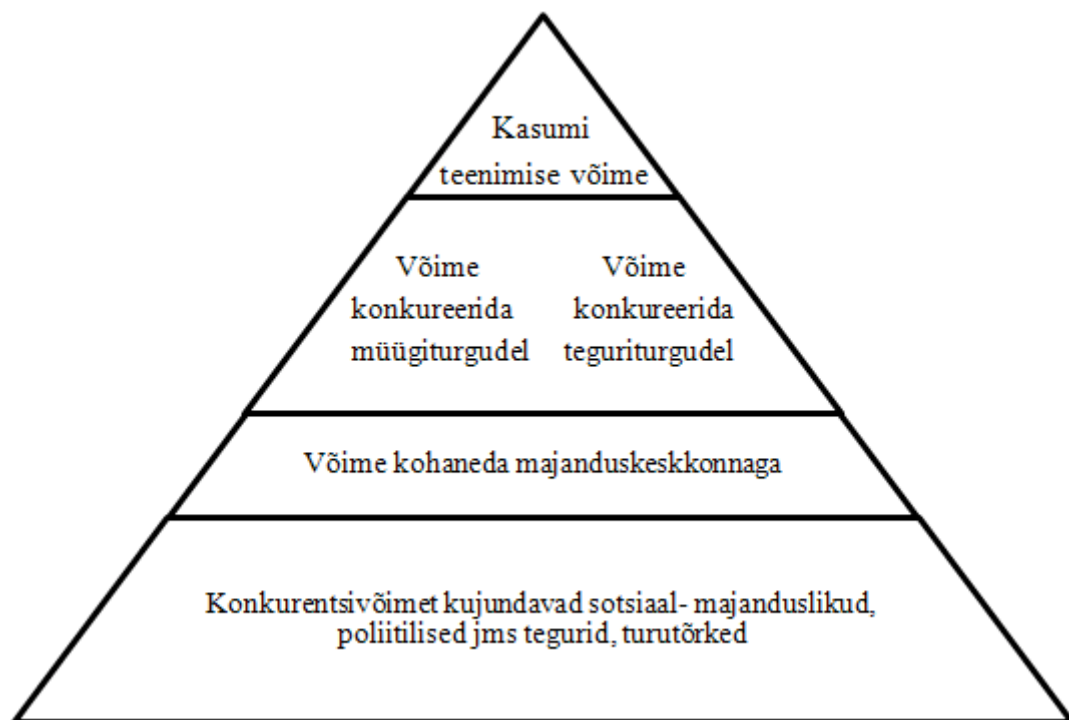 Kasumi
teenimise võime
Võime
konkureerida
müügiturgudel
Võime
konkureerida
teguriturgudel
Võime kohaneda majanduskeskkonnaga
Konkurentsivõimet kujundavad sotsiaal- majanduslikud,
poliitilised jms tegurid, turutõrked